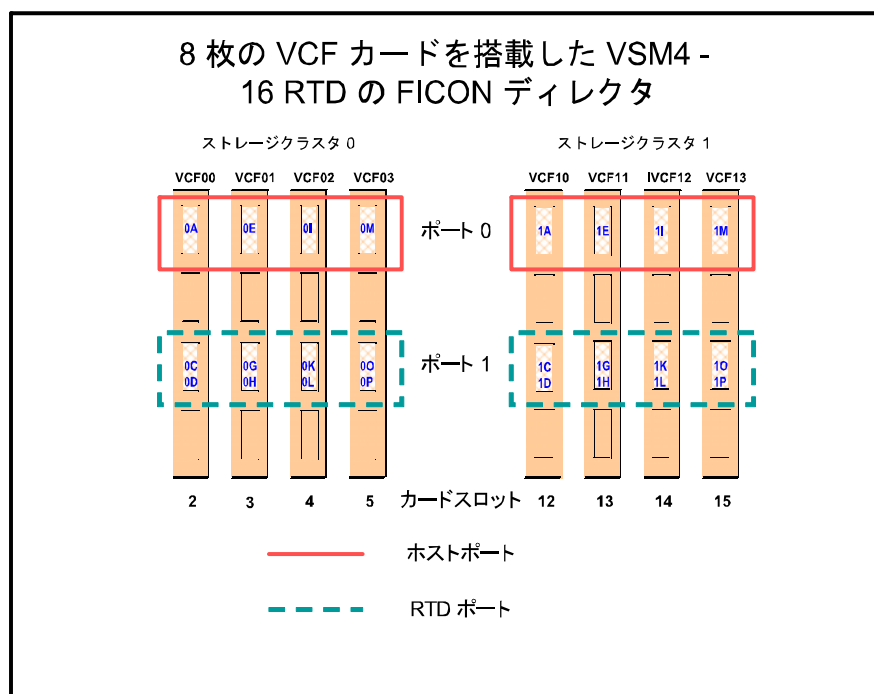 8 枚の VCF カードを搭載した VSM4 -
16 RTD の FICON ディレクタ
ストレージクラスタ 0
ストレージクラスタ 1
VCF00 VCF01 VCF02 VCF03
VCF10 VCF11 IVCF12 VCF13
0A 0E 0I 0M
ポート 0
1A 1E 1I 1M
0C 0G 0K 0O
0D 0H 0L 0P
ポート 1
1C 1G 1K 1O
1D 1H 1L 1P
2 3 4 5 カードスロット 12 13 14 15
ホストポート
RTD ポート